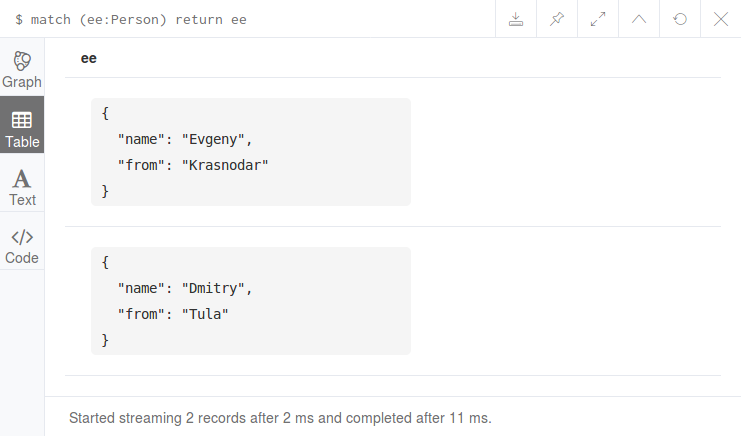 $ match (ee:Person) return ee
Graph
Table
A
Text
</>
Code
ee
{
"name": "Evgeny",
"from": "Krasnodar"
}
{
"name": "Dmitry",
"from": "Tula"
}
Started streaming 2 records after 2 ms and completed after 11 ms.